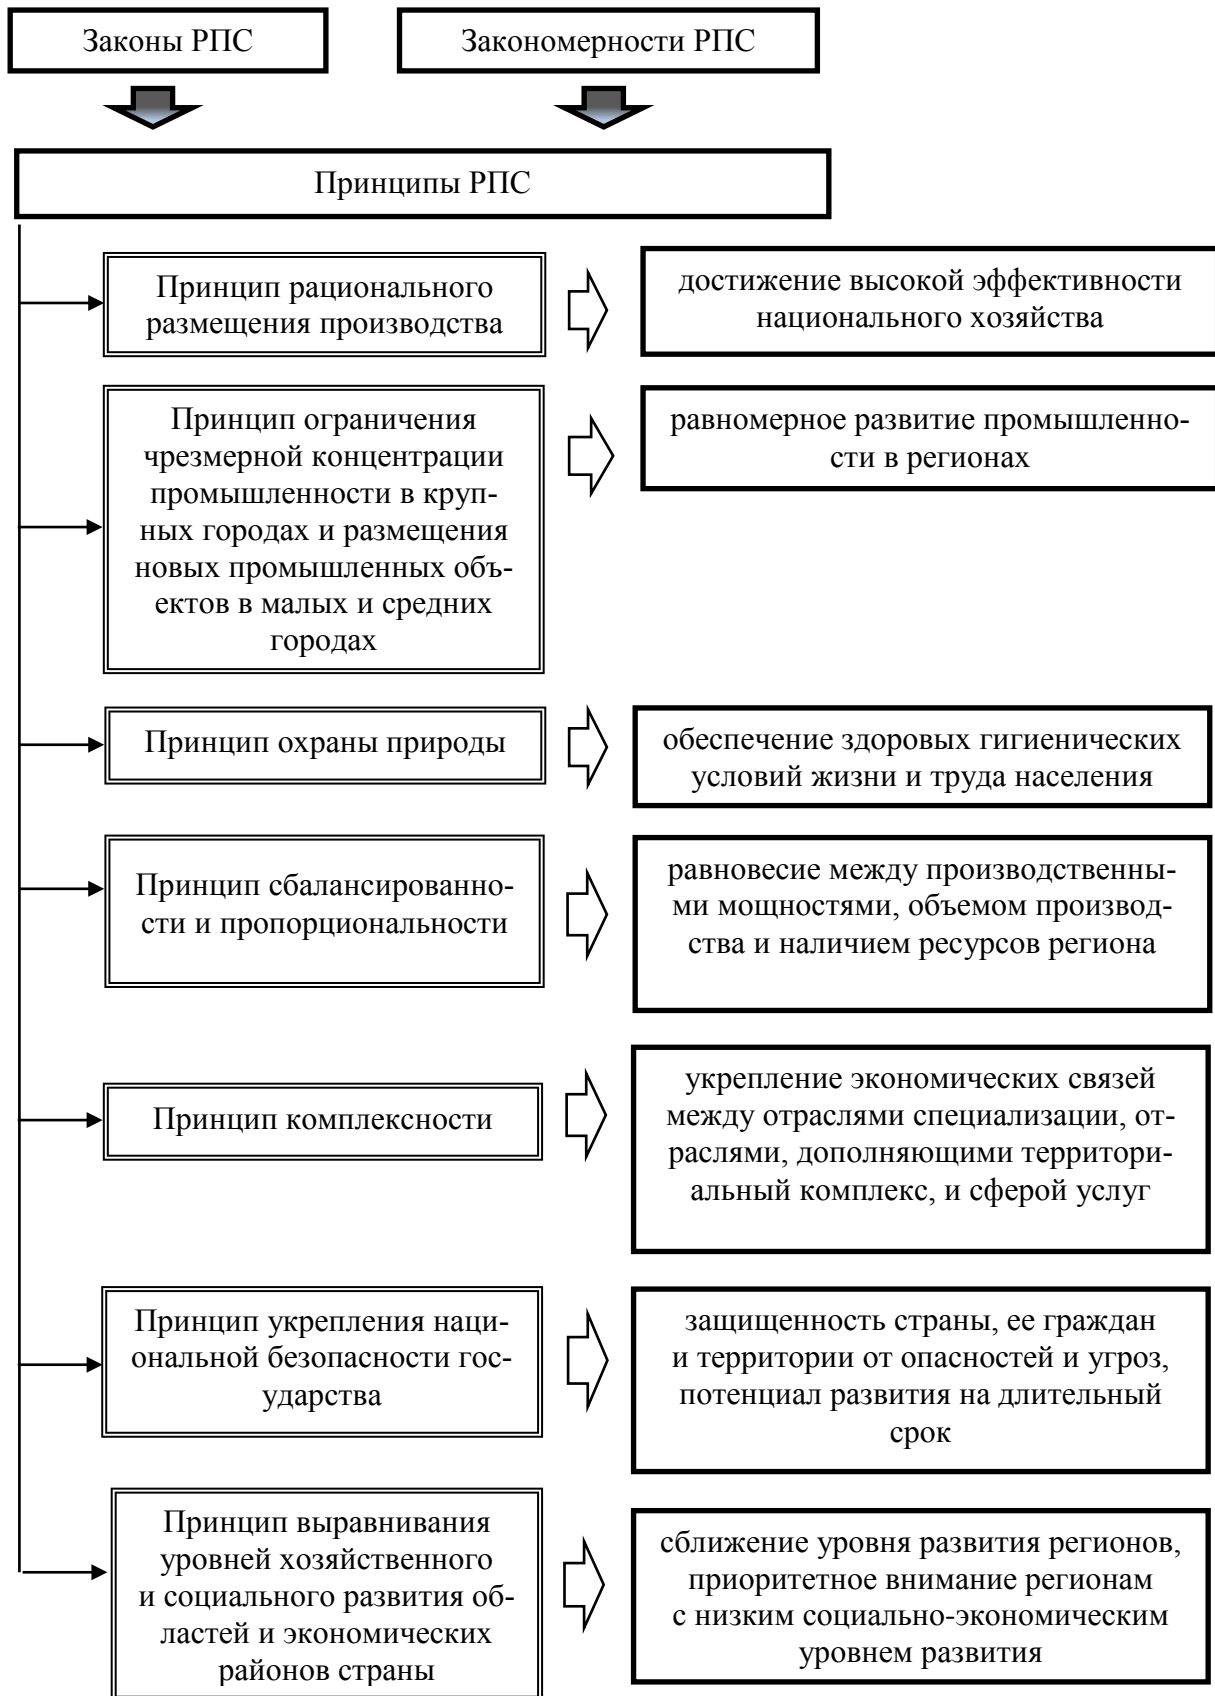 Законы РПС
Закономерности РПС
Принципы РПС
Принцип рационального
размещения производства
достижение высокой эффективности
национального хозяйства
Принцип ограничения
чрезмерной концентрации
промышленности в круп-
ных городах и размещения
новых промышленных объ-
ектов в малых и средних
городах
равномерное развитие промышленно-
сти в регионах
Принцип охраны природы
обеспечение здоровых гигиенических
условий жизни и труда населения
Принцип сбалансированно-
сти и пропорциональности
равновесие между производственны-
ми мощностями, объемом производ-
ства и наличием ресурсов региона
Принцип комплексности
укрепление экономических связей
между отраслями специализации, от-
раслями, дополняющими территори-
альный комплекс, и сферой услуг
Принцип укрепления наци-
ональной безопасности гос-
ударства
защищенность страны, ее граждан
и территории от опасностей и угроз,
потенциал развития на длительный
срок
Принцип выравнивания
уровней хозяйственного
и социального развития об-
ластей и экономических
районов страны
сближение уровня развития регионов,
приоритетное внимание регионам
с низким социально-экономическим
уровнем развития